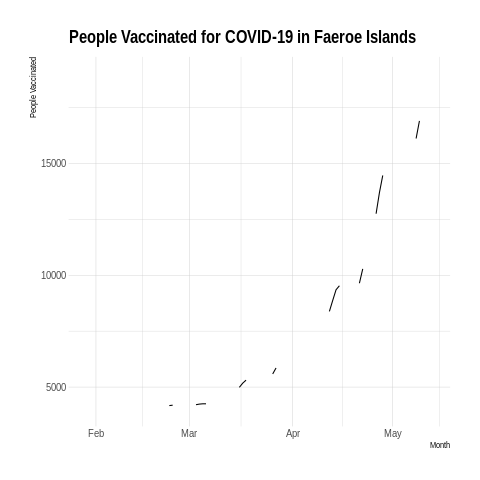 People Vaccinated for COVID-19 in Faeroe Islands
People Vaccinated
15000
10000
5000
Feb Mar Apr May
Month